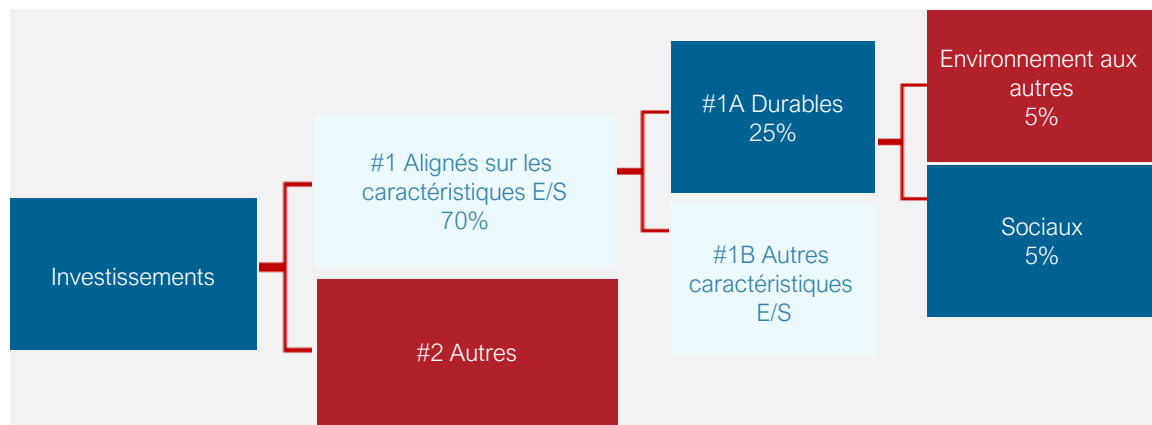 Investissements
#1 Alignés sur les
caractéristiques E/S
70%
#2 Autres
#1A Durables
25%
#1B Autres
caractéristiques
E/S
Environnement aux
autres
5%
Sociaux
5%